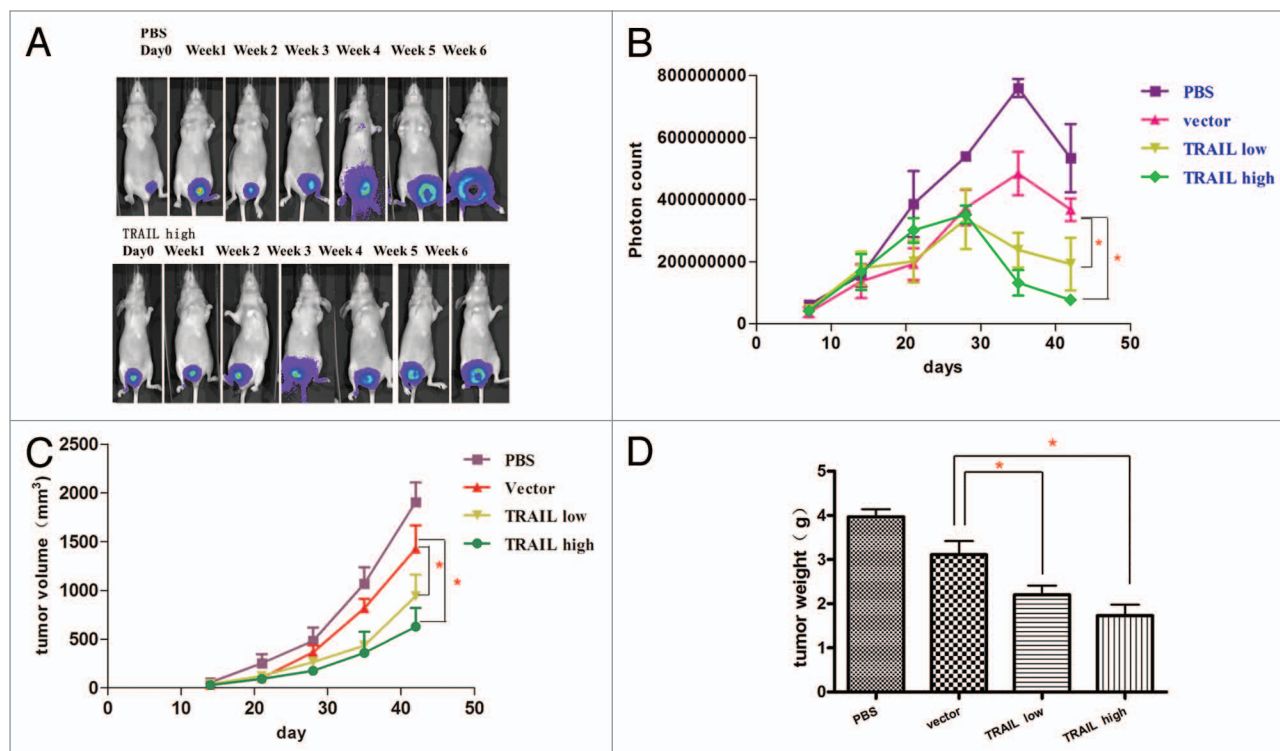 A
PBS
Day0 Week1 Week 2 Week 3 Week 4 Week 5 Week 6
TRAIL high
Day0 Week1 Week 2 Week 3 Week 4 Week 5 Week 6
B
800000000
600000000
400000000
200000000
0
Photon count
0 10 20 30 40 50
days
PBS
vector
TRAIL low
TRAIL high
*
*
C
2500
2000
1500
1000
500
0
tumor volume (mm3)
0 10 20 30 40 50
day
PBS
Vector
TRAIL low
TRAIL high
*
*
D
*
*
5
4
3
2
1
0
tumor weight (g)
PBS vector TRAIL low TRAIL high